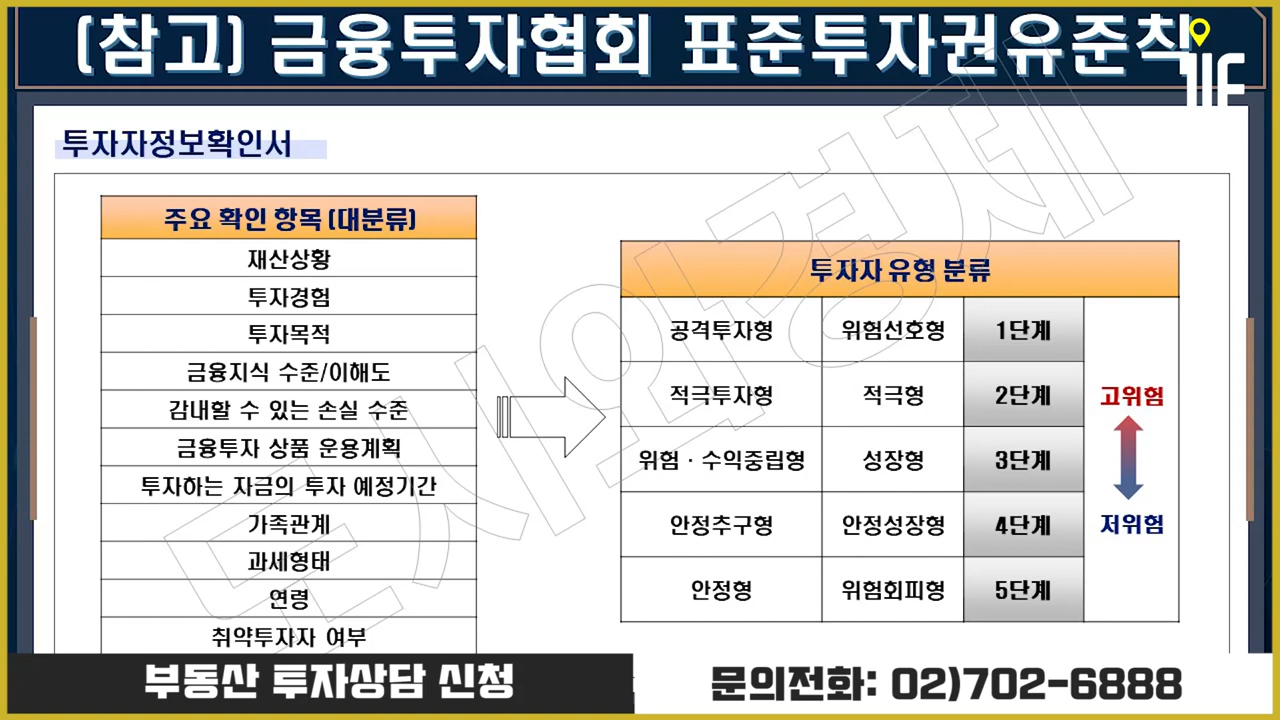 (참고) 금융투자협회 표준투자권유준칙
투자자정보확인서
주요 확인 항목 (대분류)
재산상황
투자경험
투자목적
금융지식 수준/이해도
감내할 수 있는 손실 수준
금융투자 상품 운용계획
투자하는 자금의 투자 예정기간
가족관계
과세형태
연령
취약투자자 여부
투자자 유형 분류
공격투자형 위험선호형 1단계
적극투자형 적극형 2단계
위험·수익중립형 성장형 3단계
안정추구형 안정성장형 4단계
안정형 위험회피형 5단계
고위험
저위험
도시와경제
부동산 투자상담 신청
문의전화: 02)702-6888